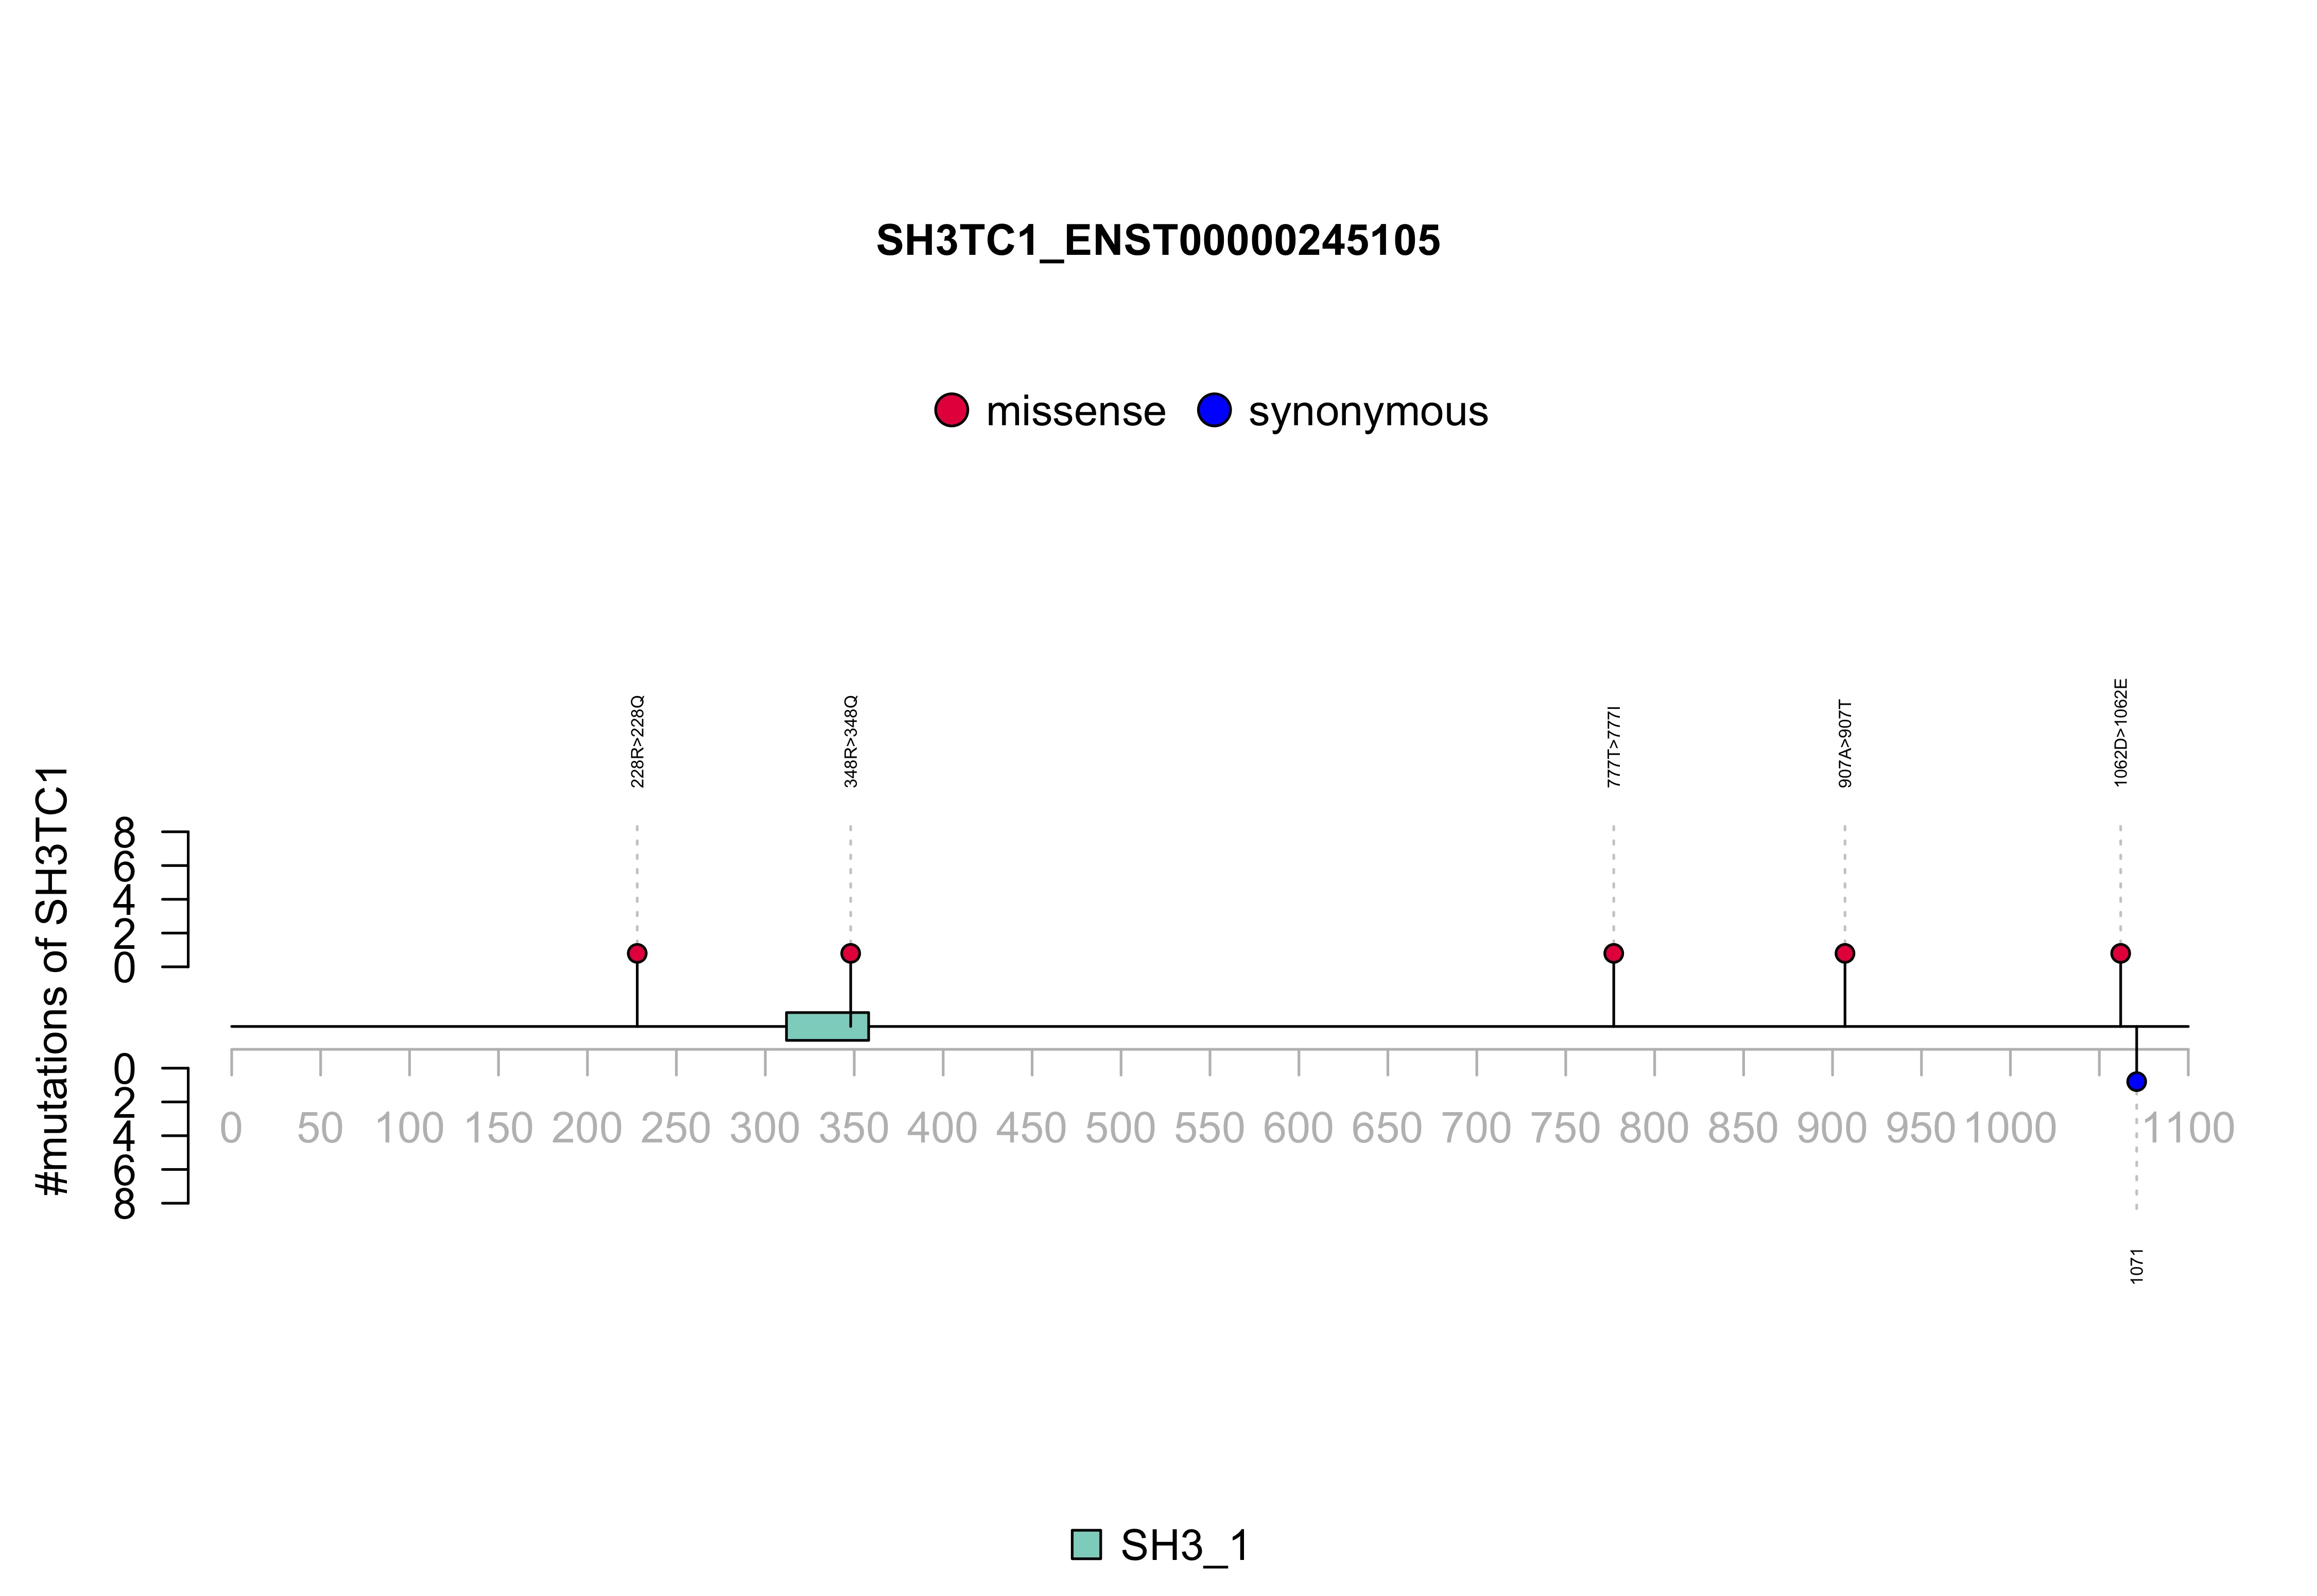 SH3TC1_ENST00000245105
missense synonymous
228R>228Q
348R>348Q
777T>777I
907A>907T
1062D>1062E
#mutations of SH3TC1
8
6
4
2
0
0
2
4
6
8
0 50 100 150 200 250 300 350 400 450 500 550 600 650 700 750 800 850 900 950 1000 1100
1071
SH3_1